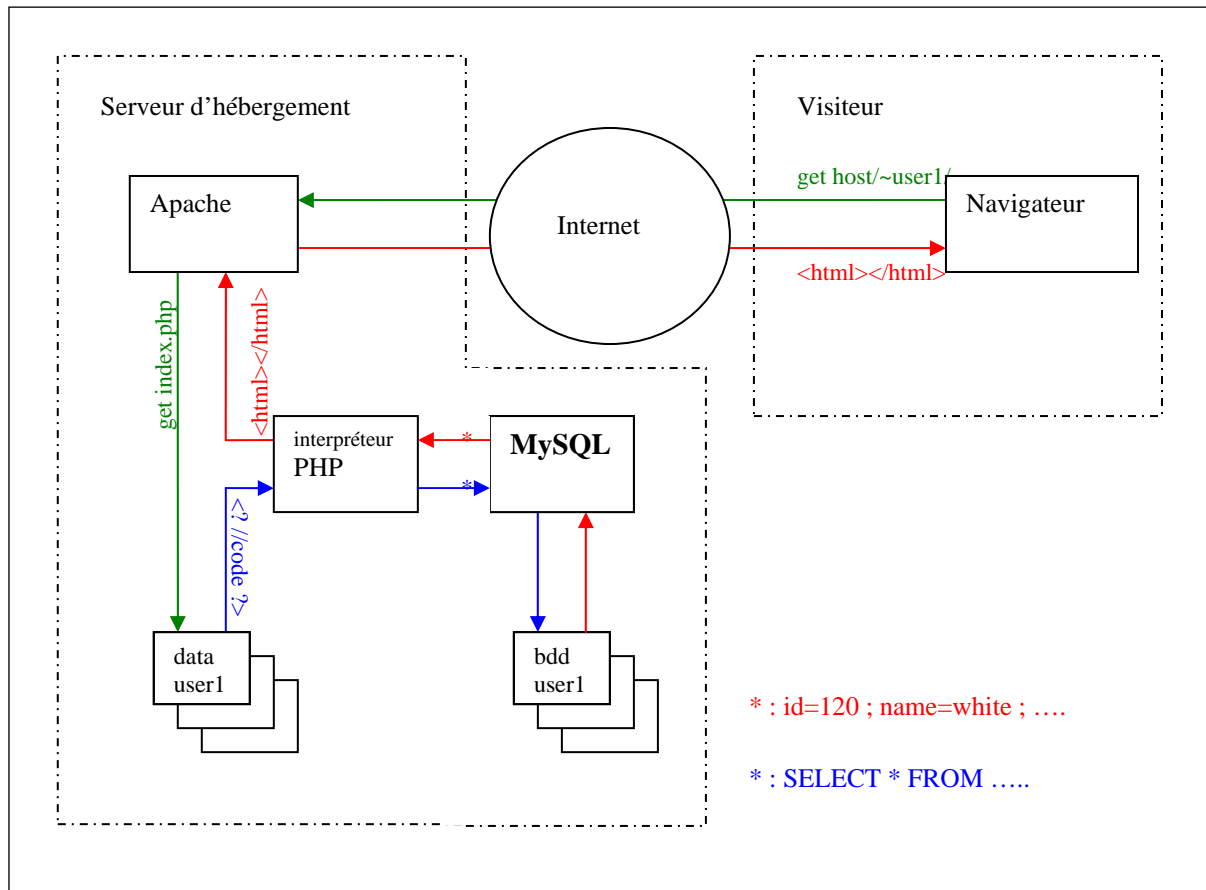 Serveur d’hébergement
Visiteur
get host/~user1/
Apache
Internet
Navigateur
<html></html>
get index.php
<html></html>
interpréteur
PHP
*
*
MySQL
<? //code ?>
data
user1
bdd
user1
* : id=120 ; name=white ; ….
* : SELECT * FROM …..